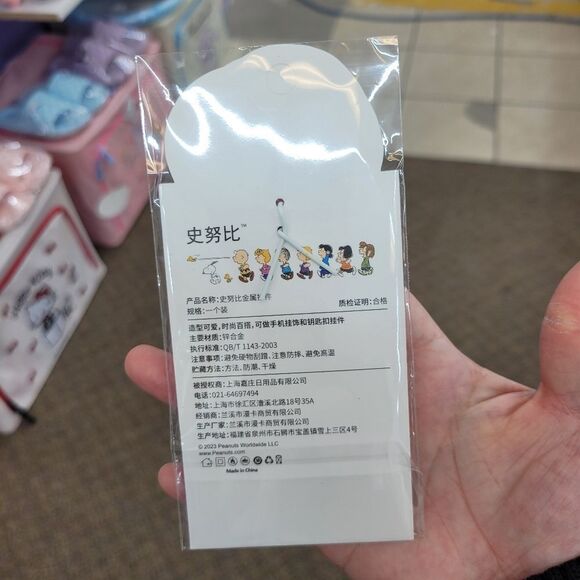 史努比™
产品名称:史努比金属挂件
规格:一个装
质检证明:合格
造型可爱,时尚百搭,可做手机挂饰和钥匙扣挂件
主要材质:锌合金
执行标准:QB/T 1143-2003
注意事项:避免硬物刮蹭、注意防摔、避免高温
贮藏方法:方法、防潮、干燥
被授权商:上海嘉庄日用品有限公司
电话:021-64697494
地址:上海市徐汇区漕溪北路18号35A
经销商:兰溪市漫卡商贸有限公司
生产厂家:兰溪市漫卡商贸有限公司
生产地址:福建省泉州市石狮市宝盖镇雪上三区4号
© 2023 Peanuts Worldwide LLC
Peanuts.com
Made in China